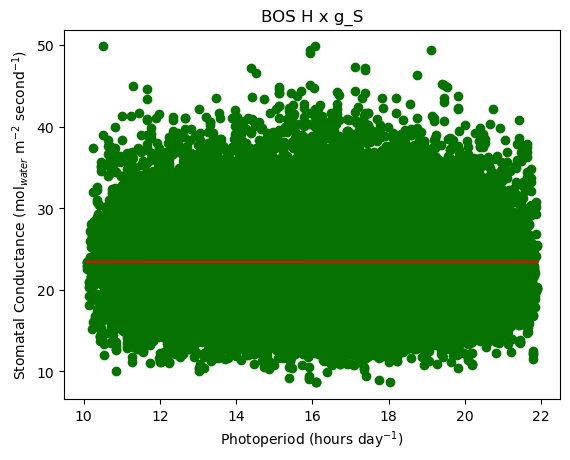 BOS H x g_S
50
40
30
20
10
Stomatal Conductance (mol_{water} m^{−2} second^{−1})
10 12 14 16 18 20 22
Photoperiod (hours day^{−1})